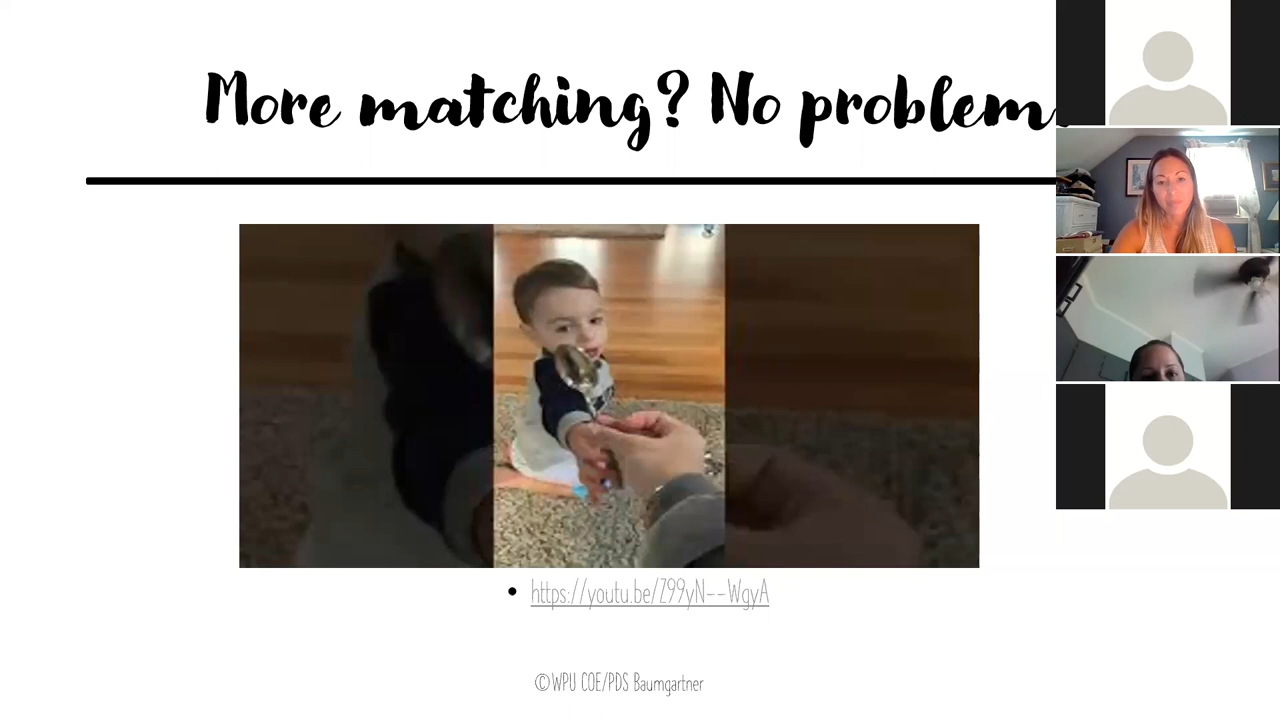 More matching? No problem.
https://youtu.be/Z99yN--WgyA
©WPU COE/PDS Baumgartner